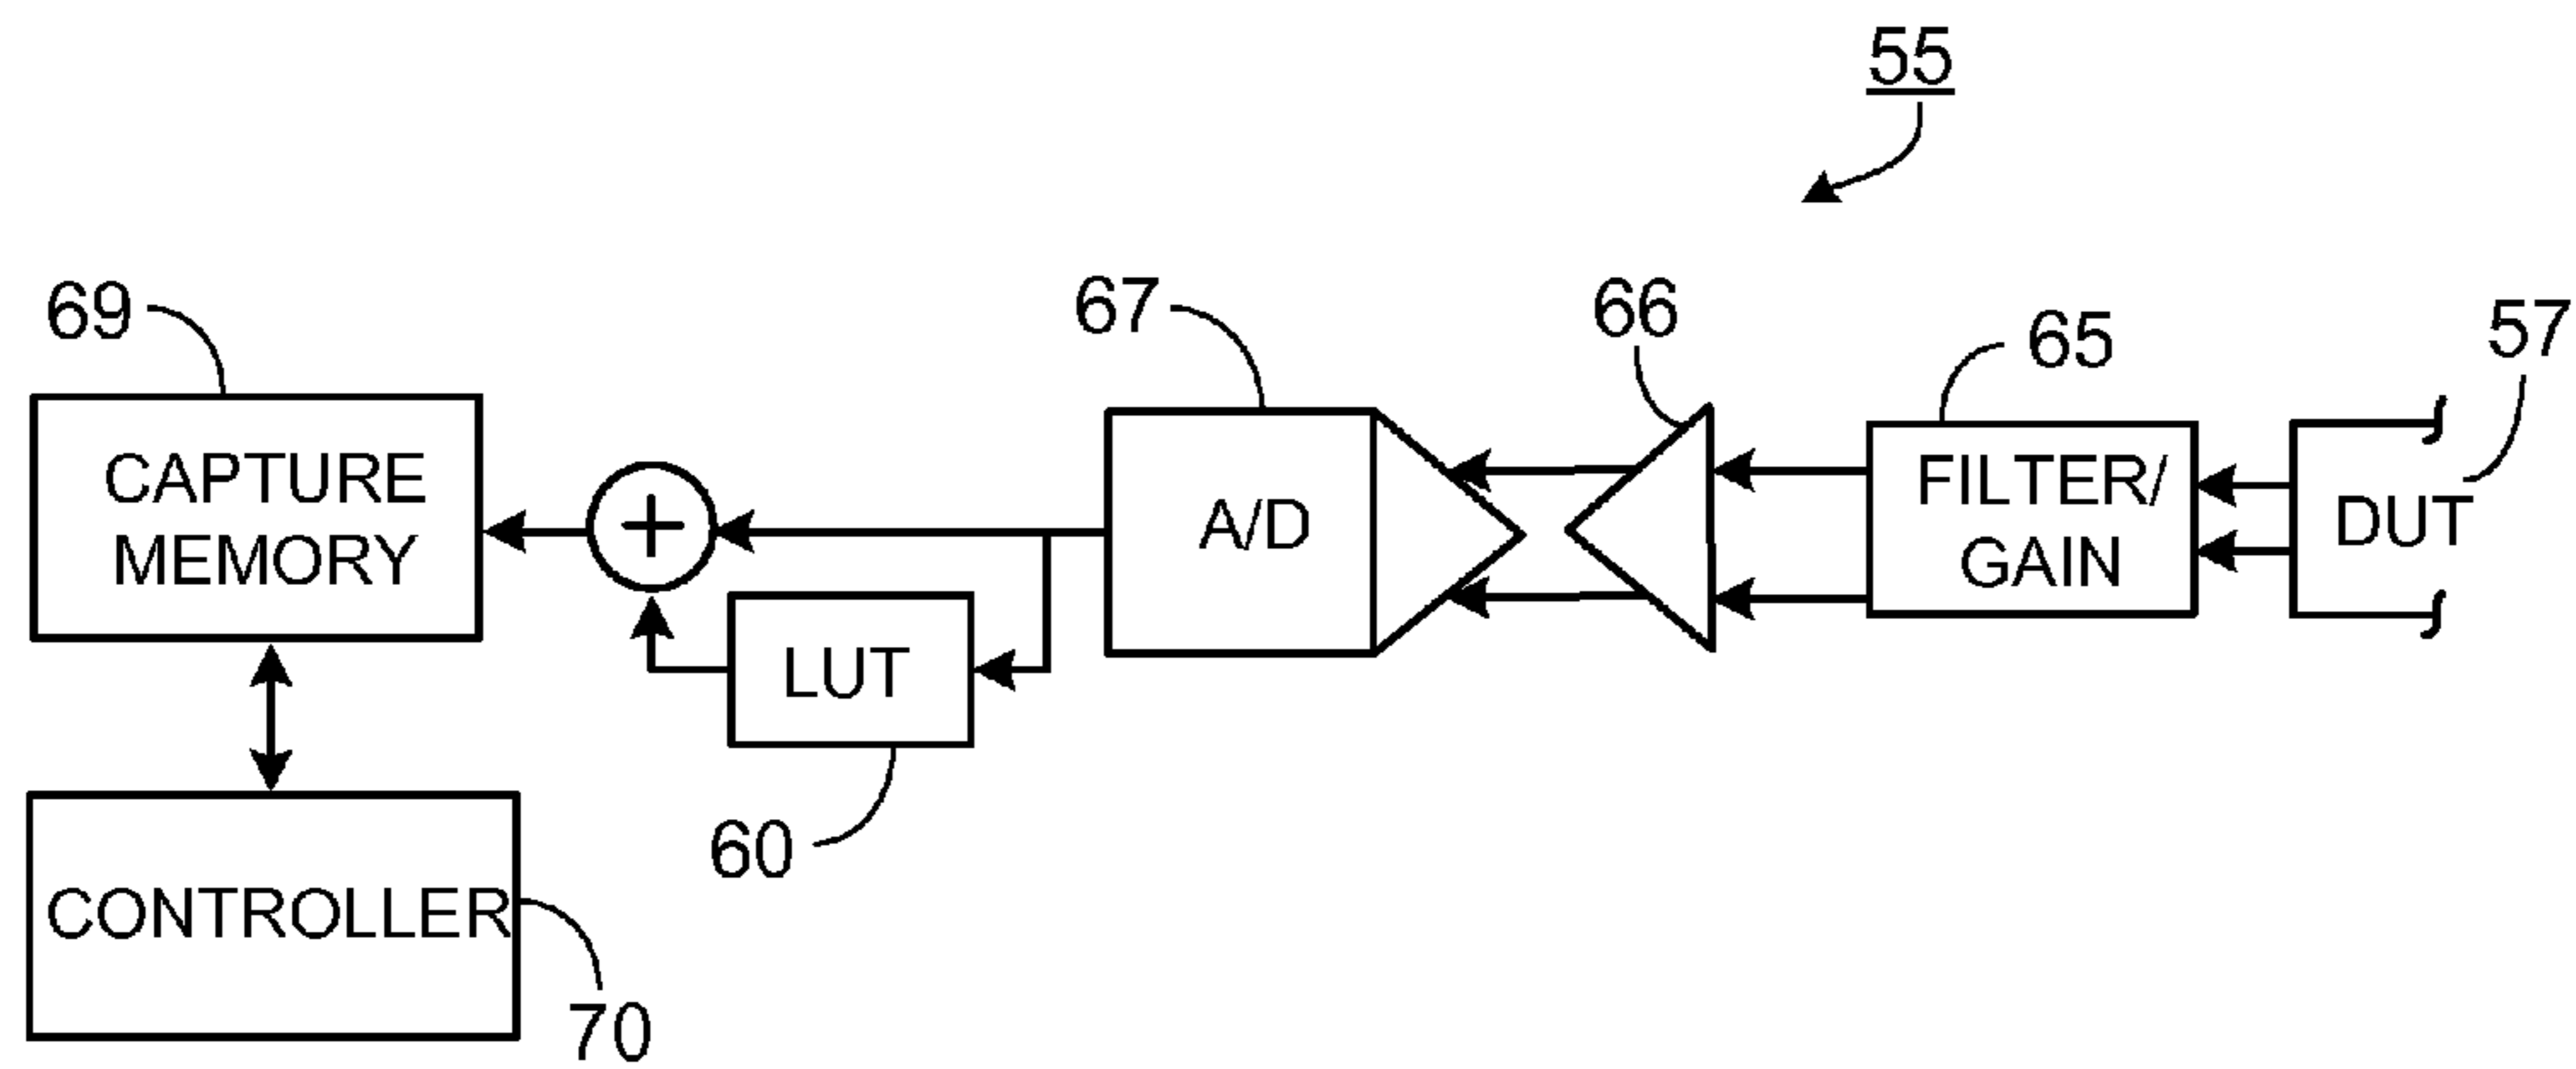 55
69
67
66
65
57
CAPTURE
MEMORY
+
A/D
FILTER/
GAIN
DUT
LUT
60
CONTROLLER
70